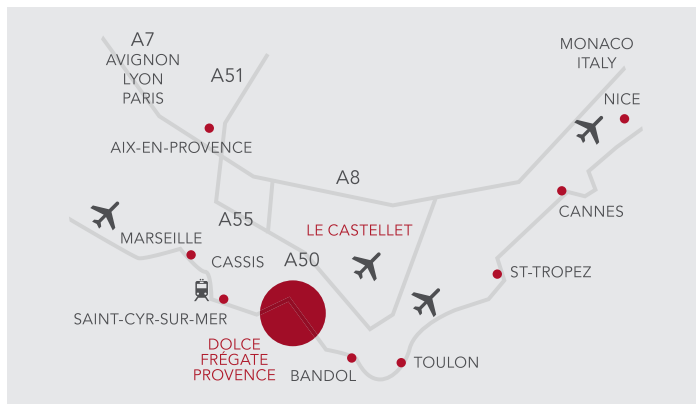 A7
AVIGNON
LYON
PARIS
A51
MONACO
ITALY
NICE
AIX-EN-PROVENCE
A8
CANNES
A55
LE CASTELLET
MARSEILLE
CASSIS
A50
ST-TROPEZ
SAINT-CYR-SUR-MER
DOLCE
FRÉGATE
PROVENCE
BANDOL
TOULON